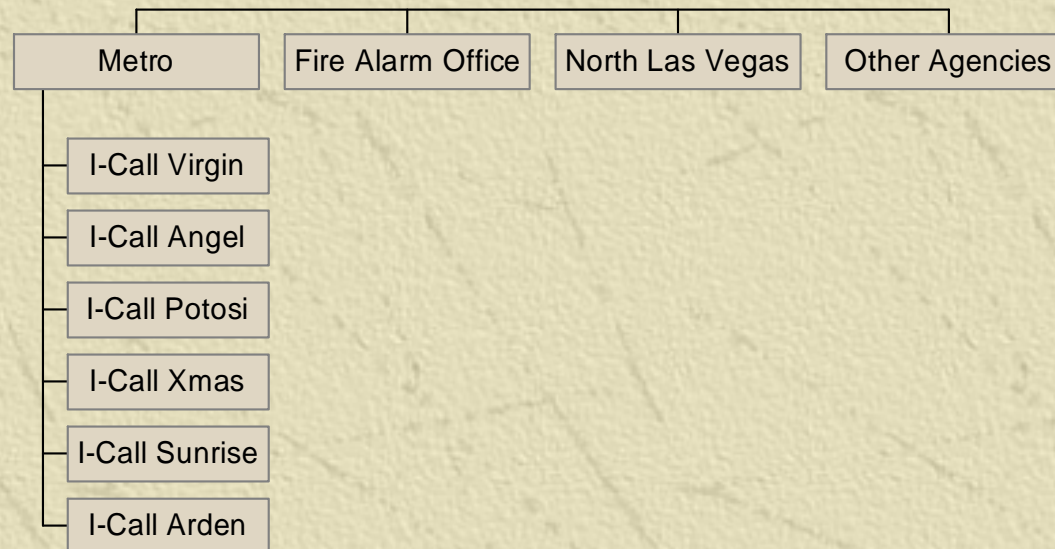 Metro
Fire Alarm Office
North Las Vegas
Other Agencies
I-Call Virgin
I-Call Angel
I-Call Potosi
I-Call Xmas
I-Call Sunrise
I-Call Arden